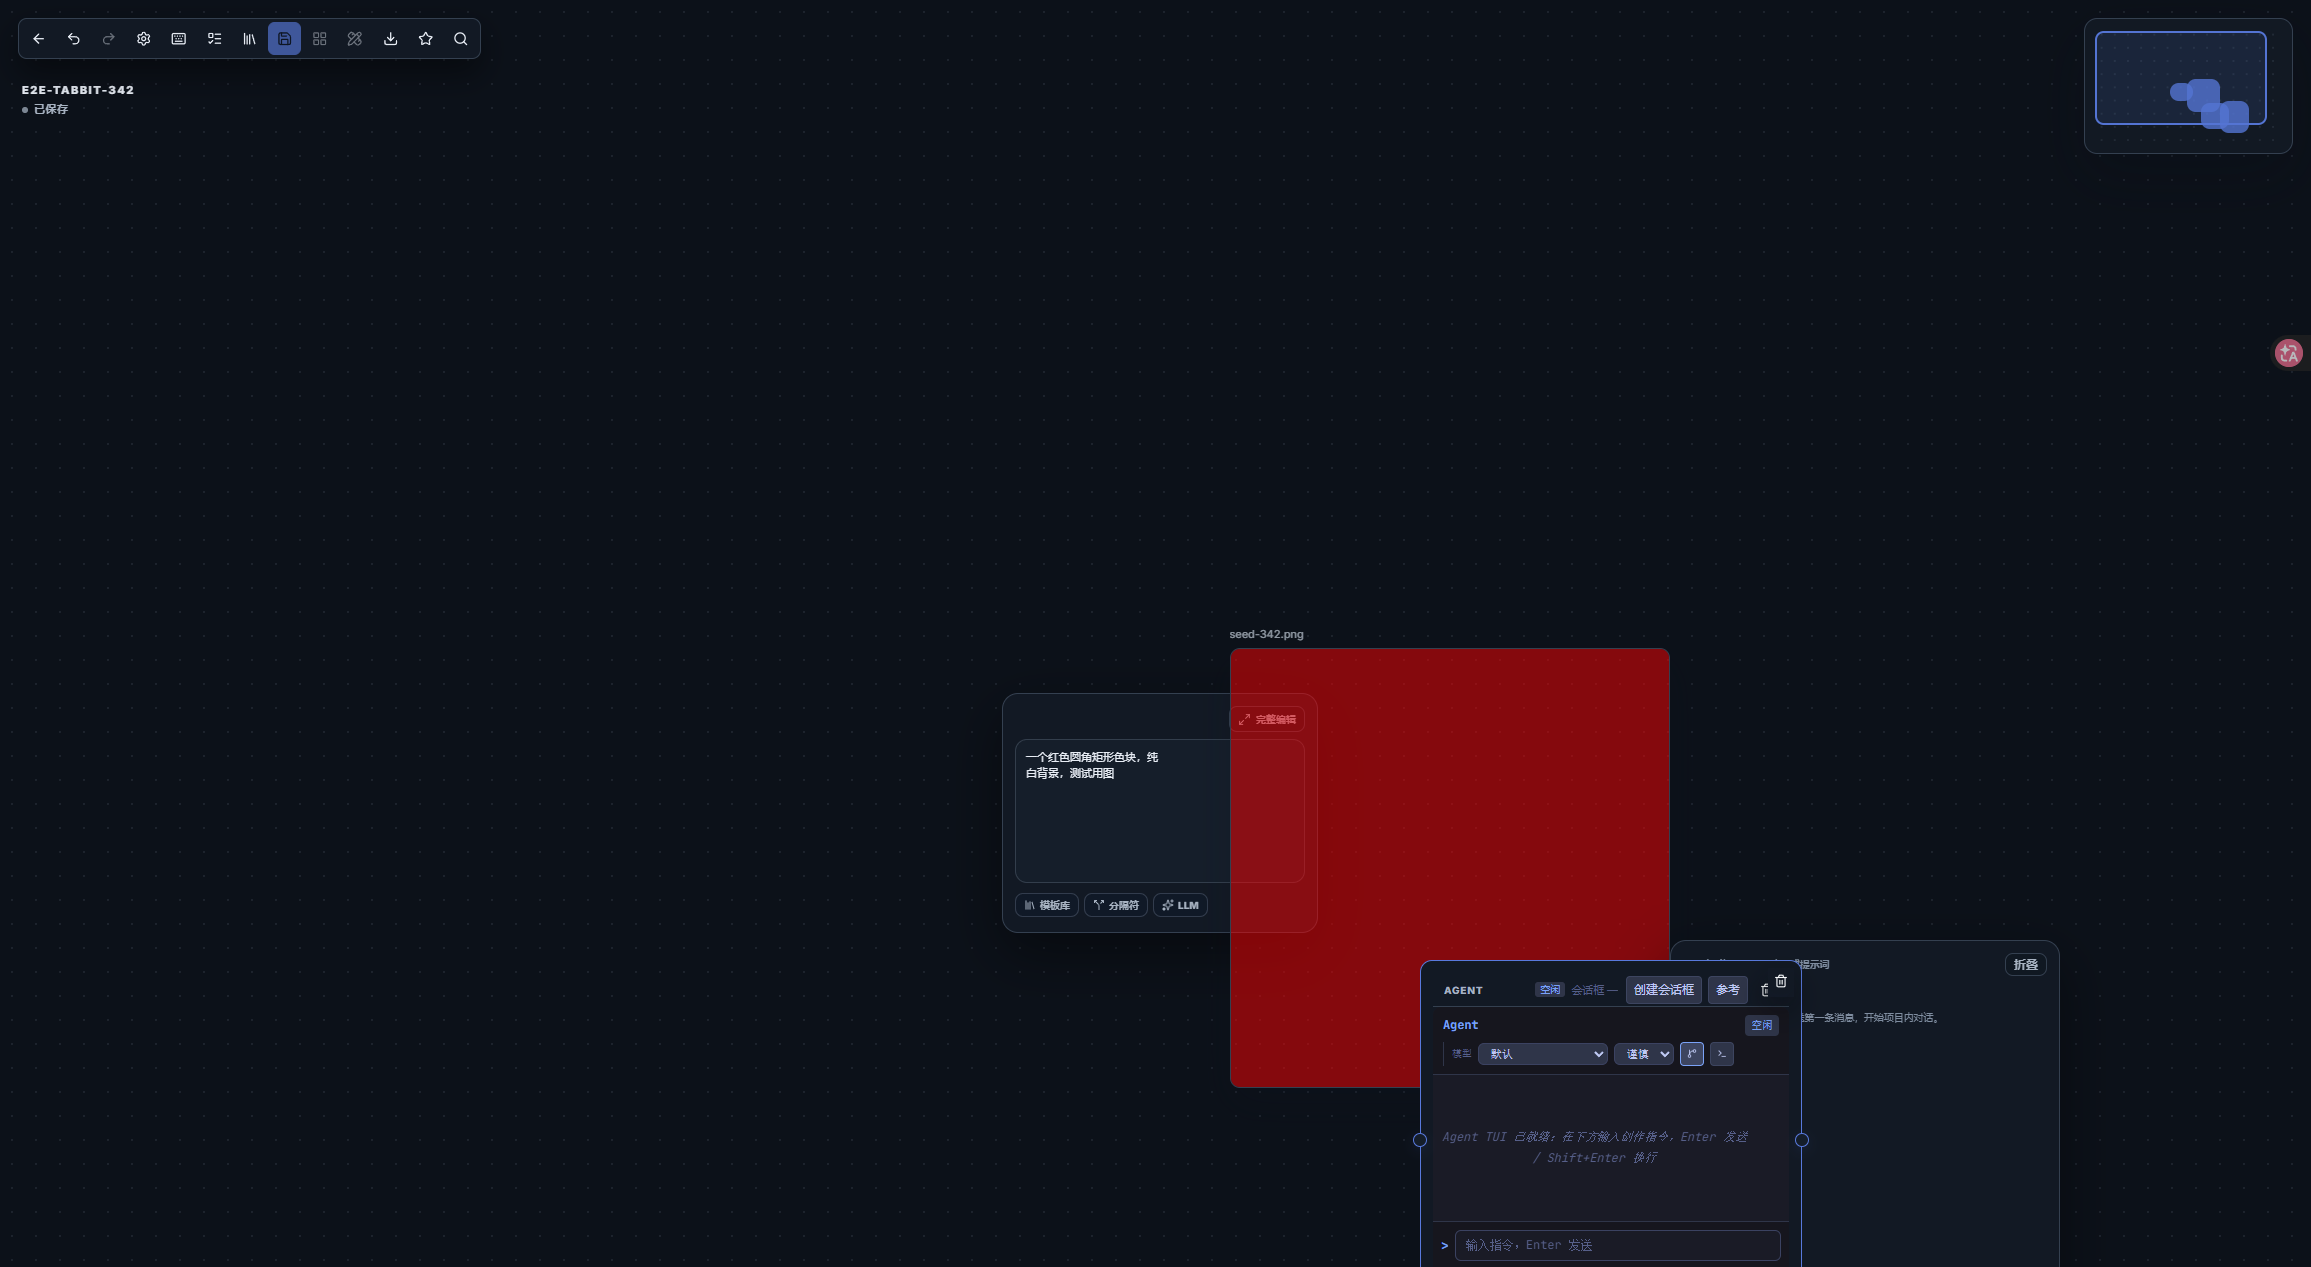 E2E-TABBIT-342
已保存
seed-342.png
完整编辑
一个红色圆角矩形色块，纯
白背景，测试用图
模板库
分隔符
LLM
提示词
折叠
AGENT
空闲
会话框 —
创建会话框
参考
第一条消息，开始项目内对话。
Agent
空闲
模型
默认
谨慎
Agent TUI 已就绪；在下方输入创作指令，Enter 发送
/ Shift+Enter 换行
> 输入指令，Enter 发送